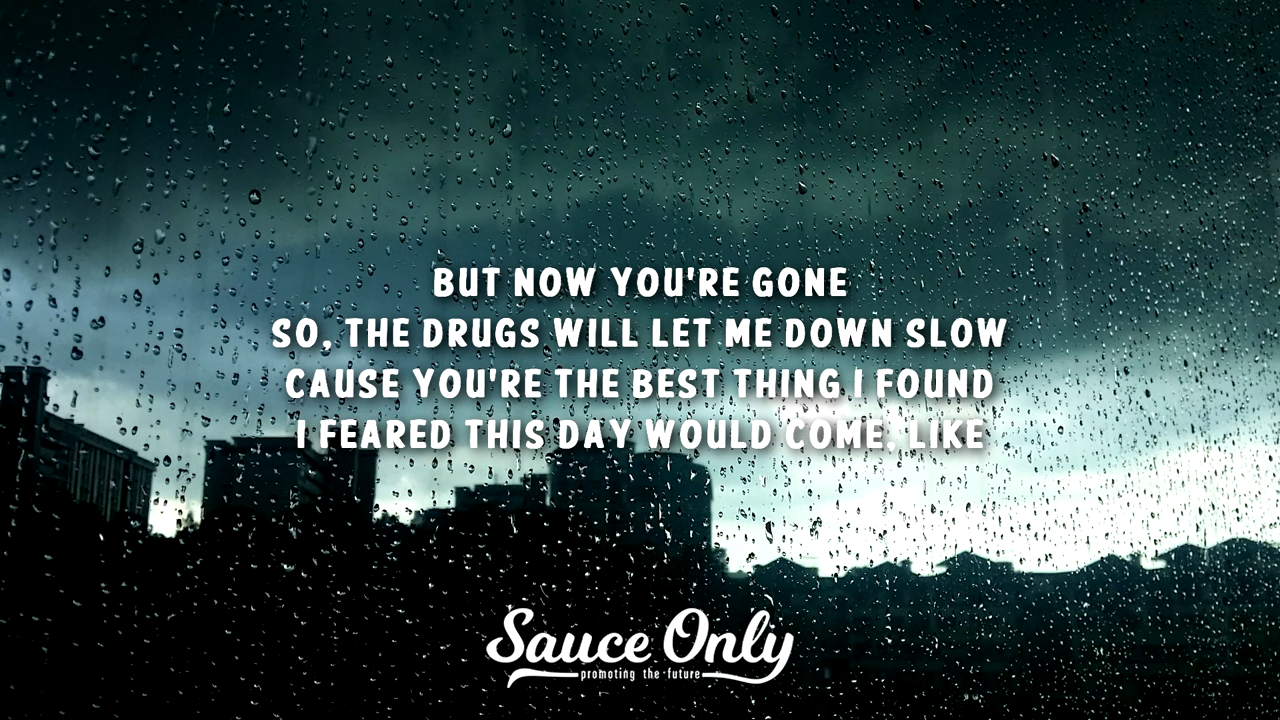 BUT NOW YOU'RE GONE
SO, THE DRUGS WILL LET ME DOWN SLOW
CAUSE YOU'RE THE BEST THING I FOUND
I FEARED THIS DAY WOULD COME, LIKE
Sauce Only
promoting the future